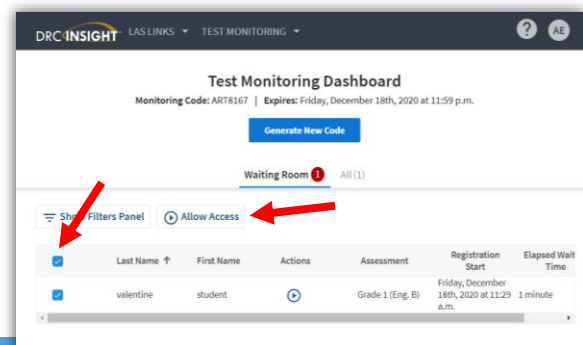 DRC INSIGHT LAS LINKS TEST MONITORING ? AE
Test Monitoring Dashboard
Monitoring Code: ART8167 | Expires: Friday, December 18th, 2020 at 11:59 p.m.
Generate New Code
Waiting Room 1 All (1)
Show Filters Panel Allow Access
Last Name ↑ First Name Actions Assessment Registration Start Elapsed Wait Time
valentine student Grade 1 (Eng. B) Friday, December 18th, 2020 at 11:29 a.m. 1 minute